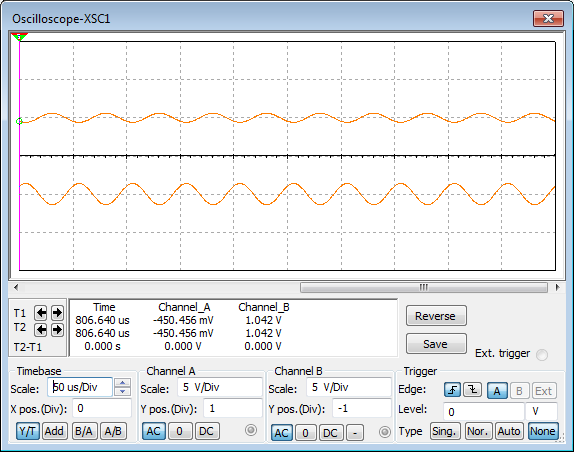 Oscilloscope-XSC1
Time Channel_A Channel_B
T1 806.640 us -450.456 mV 1.042 V
T2 806.640 us -450.456 mV 1.042 V
T2-T1 0.000 s 0.000 V 0.000 V
Reverse
Save
Ext. trigger
Timebase
Scale: 50 us/Div
X pos.(Div): 0
Y/T Add B/A A/B
Channel A
Scale: 5 V/Div
Y pos.(Div): 1
AC 0 DC
Channel B
Scale: 5 V/Div
Y pos.(Div): -1
AC 0 DC -
Trigger
Edge: A B Ext
Level: 0 V
Type Sing. Nor. Auto None